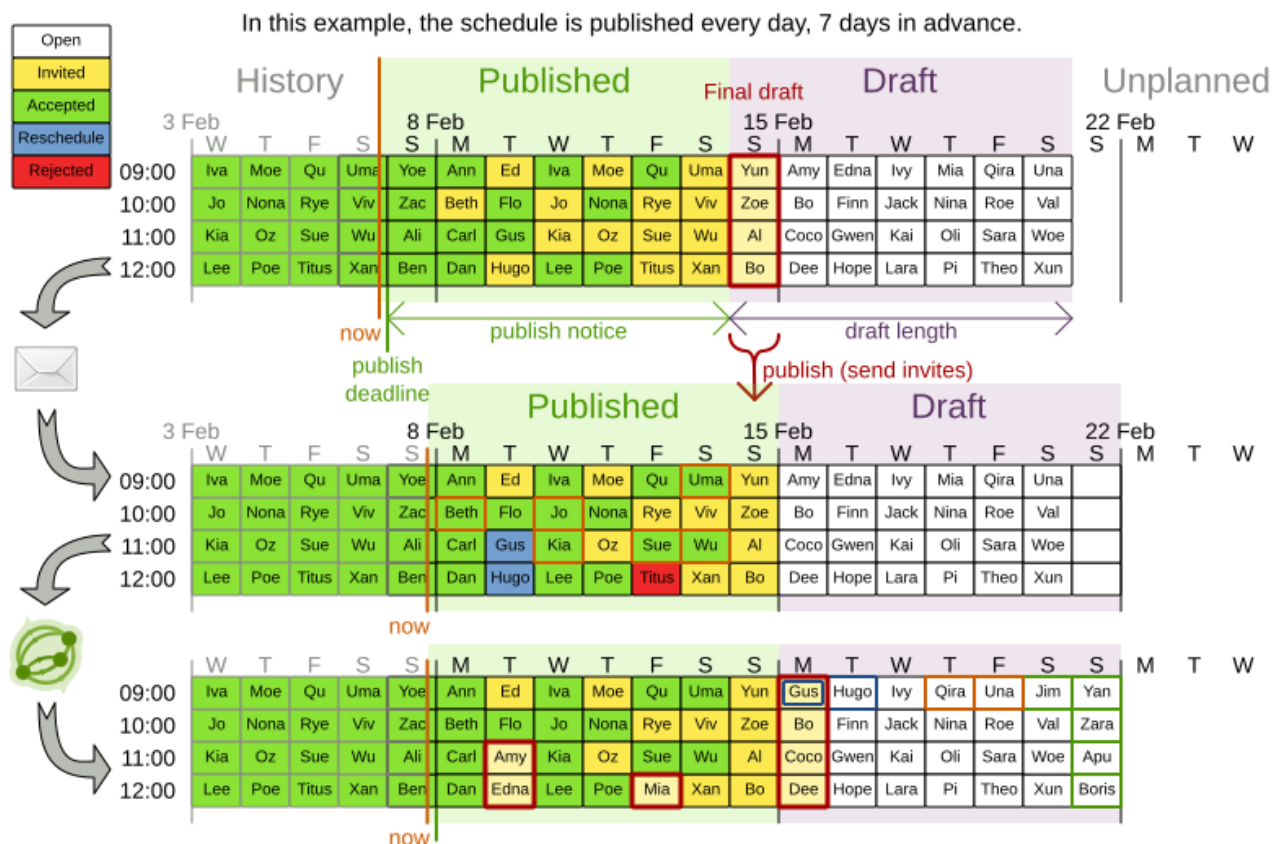 In this example, the schedule is published every day, 7 days in advance.
Open
Invited
Accepted
Reschedule
Rejected
History Published Draft Unplanned
Final draft
3 Feb 8 Feb 15 Feb 22 Feb
W T F S S M T W T F S S M T W T F S S M T W
09:00 Iva Moe Qu Uma Yoe Ann Ed Iva Moe Qu Uma Yun Amy Edna Ivy Mia Qira Una
10:00 Jo Nona Rye Viv Zac Beth Flo Jo Nona Rye Viv Zoe Bo Finn Jack Nina Roe Val
11:00 Kia Oz Sue Wu Ali Carl Gus Kia Oz Sue Wu Al Coco Gwen Kai Oli Sara Woe
12:00 Lee Poe Titus Xan Ben Dan Hugo Lee Poe Titus Xan Bo Dee Hope Lara Pi Theo Xun
now publish notice draft length
publish deadline
publish (send invites)
Published Draft
3 Feb 8 Feb 15 Feb 22 Feb
W T F S S M T W T F S S M T W T F S S M T W
09:00 Iva Moe Qu Uma Yoe Ann Ed Iva Moe Qu Uma Yun Amy Edna Ivy Mia Qira Una
10:00 Jo Nona Rye Viv Zac Beth Flo Jo Nona Rye Viv Zoe Bo Finn Jack Nina Roe Val
11:00 Kia Oz Sue Wu Ali Carl Gus Kia Oz Sue Wu Al Coco Gwen Kai Oli Sara Woe
12:00 Lee Poe Titus Xan Ben Dan Hugo Lee Poe Titus Xan Bo Dee Hope Lara Pi Theo Xun
now
W T F S S M T W T F S S M T W T F S S M T W
09:00 Iva Moe Qu Uma Yoe Ann Ed Iva Moe Qu Uma Yun Gus Hugo Ivy Qira Una Jim Yan
10:00 Jo Nona Rye Viv Zac Beth Flo Jo Nona Rye Viv Zoe Bo Finn Jack Nina Roe Val Zara
11:00 Kia Oz Sue Wu Ali Carl Amy Kia Oz Sue Wu Al Coco Gwen Kai Oli Sara Woe Apu
12:00 Lee Poe Titus Xan Ben Dan Edna Lee Poe Mia Xan Bo Dee Hope Lara Pi Theo Xun Boris
now